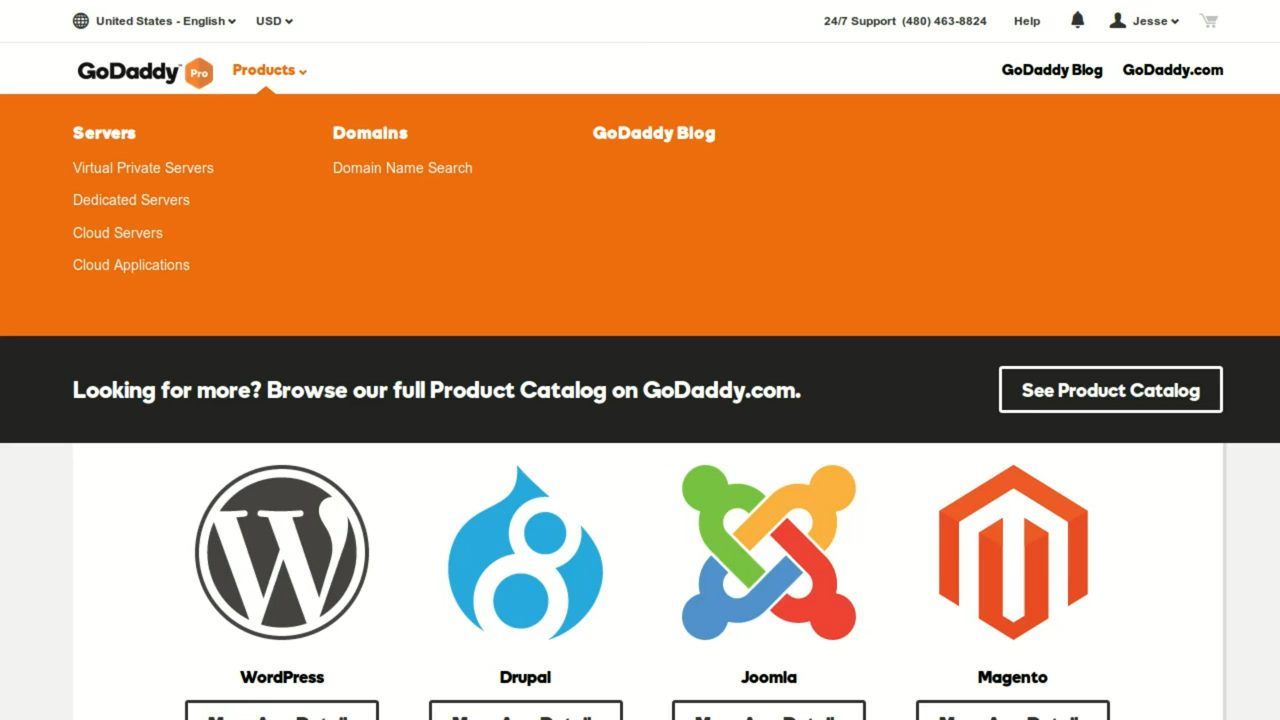 United States - English USD 24/7 Support (480) 463-8824 Help Jesse
GoDaddy Pro Products GoDaddy Blog GoDaddy.com
Servers Domains GoDaddy Blog
Virtual Private Servers Domain Name Search
Dedicated Servers
Cloud Servers
Cloud Applications
Looking for more? Browse our full Product Catalog on GoDaddy.com. See Product Catalog
WordPress Drupal Joomla Magento